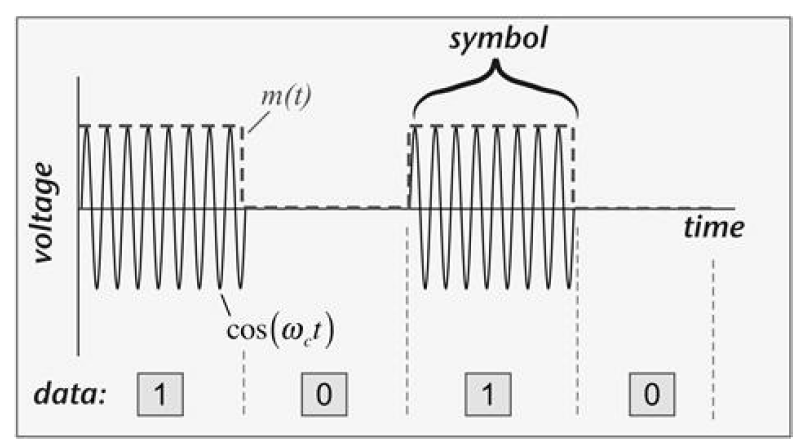 symbol
m(t)
voltage
time
cos(ω_c t)
data: 1 0 1 0